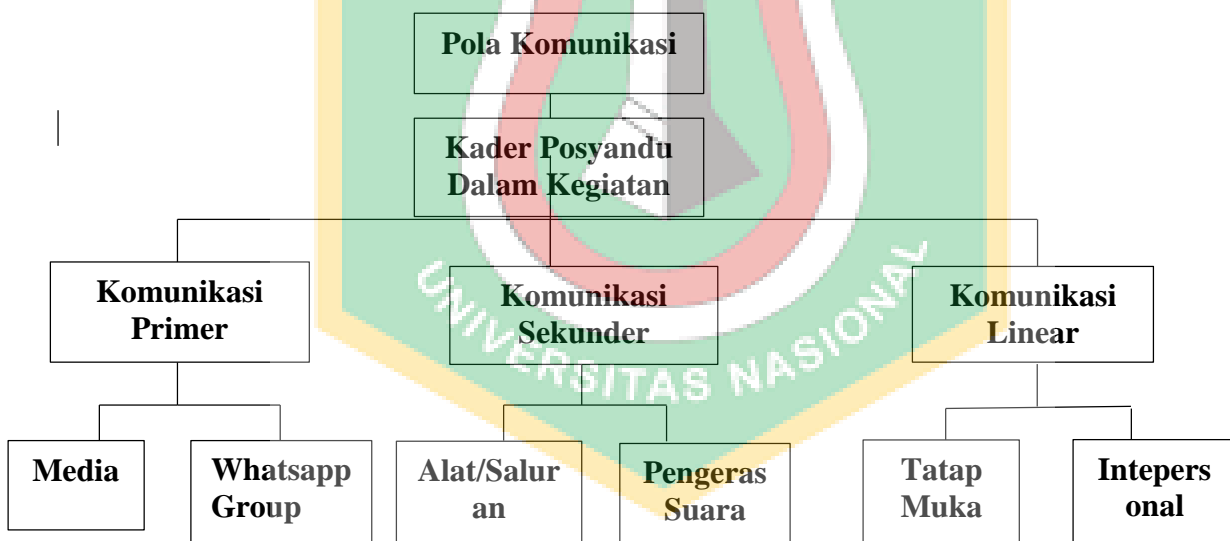 Pola Komunikasi
Kader Posyandu
Dalam Kegiatan
Komunikasi
Primer
Komunikasi
Sekunder
Komunikasi
Linear
UNIVERSITAS NASIONAL
Media
Whatsapp
Group
Alat/Salur
an
Pengeras
Suara
Tatap
Muka
Intepers
onal